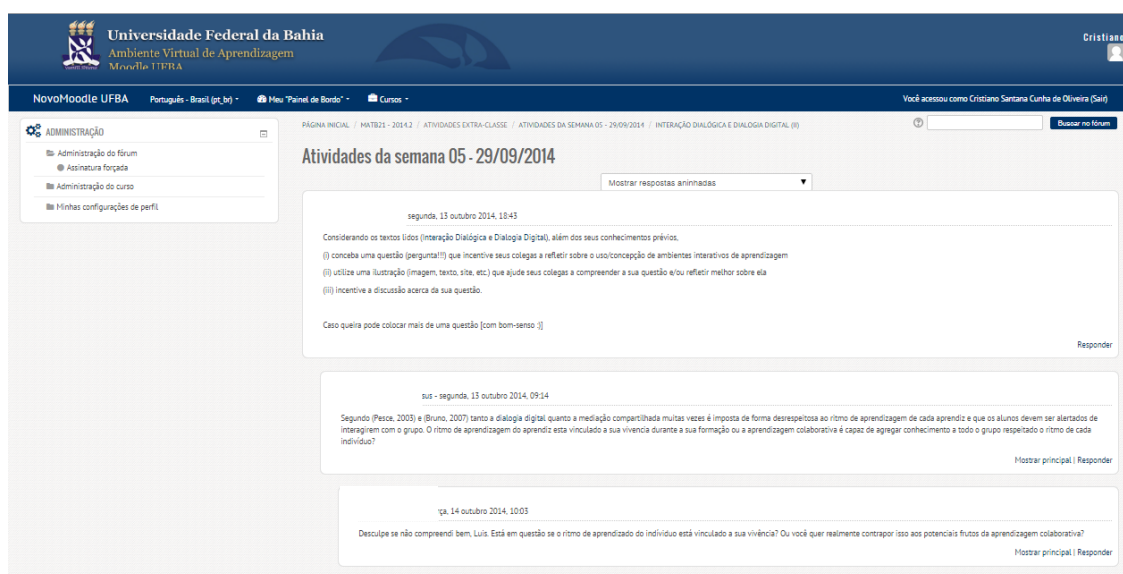 Universidade Federal da Bahia
Ambiente Virtual de Aprendizagem
Moodle UFBA
Cristiano
NovoMoodle UFBA
Português - Brasil (pt_br)
Meu "Painel de Bordo"
Cursos
Você acessou como Cristiano Santana Cunha de Oliveira (Sair)
ADMINISTRAÇÃO
Administração do fórum
Assinatura forçada
Administração do curso
Minhas configurações de perfil
PÁGINA INICIAL / MATB21 - 2014.2 / ATIVIDADES EXTRA-CLASSE / ATIVIDADES DA SEMANA 05 - 29/09/2014 / INTERAÇÃO DIALÓGICA E DIALOGIA DIGITAL (II)
Buscar no fórum
Atividades da semana 05 - 29/09/2014
Mostrar respostas aninhadas
segunda, 13 outubro 2014, 18:43
Considerando os textos lidos (Interação Dialógica e Dialogia Digital), além dos seus conhecimentos prévios,
(i) conceba uma questão (pergunta!!!) que incentive seus colegas a refletir sobre o uso/concepção de ambientes interativos de aprendizagem
(ii) utilize uma ilustração (imagem, texto, site, etc.) que ajude seus colegas a compreender a sua questão e/ou refletir melhor sobre ela
(iii) incentive a discussão acerca da sua questão.
Caso queira pode colocar mais de uma questão [com bom-senso :)]
Responder
sus - segunda, 13 outubro 2014, 09:14
Segundo (Pesce, 2003) e (Bruno, 2007) tanto a dialogia digital quanto a mediação compartilhada muitas vezes é imposta de forma desrespeitosa ao ritmo de aprendizagem de cada aprendiz e que os alunos devem ser alertados de
interagirem com o grupo. O ritmo de aprendizagem do aprendiz esta vinculado a sua vivencia durante a sua formação ou a aprendizagem colaborativa é capaz de agregar conhecimento a todo o grupo respeitado o ritmo de cada
indivíduo?
Mostrar principal | Responder
ça, 14 outubro 2014, 10:03
Desculpe se não compreendi bem, Luis. Está em questão se o ritmo de aprendizado do indivíduo está vinculado a sua vivência? Ou você quer realmente contrapor isso aos potenciais frutos da aprendizagem colaborativa?
Mostrar principal | Responder